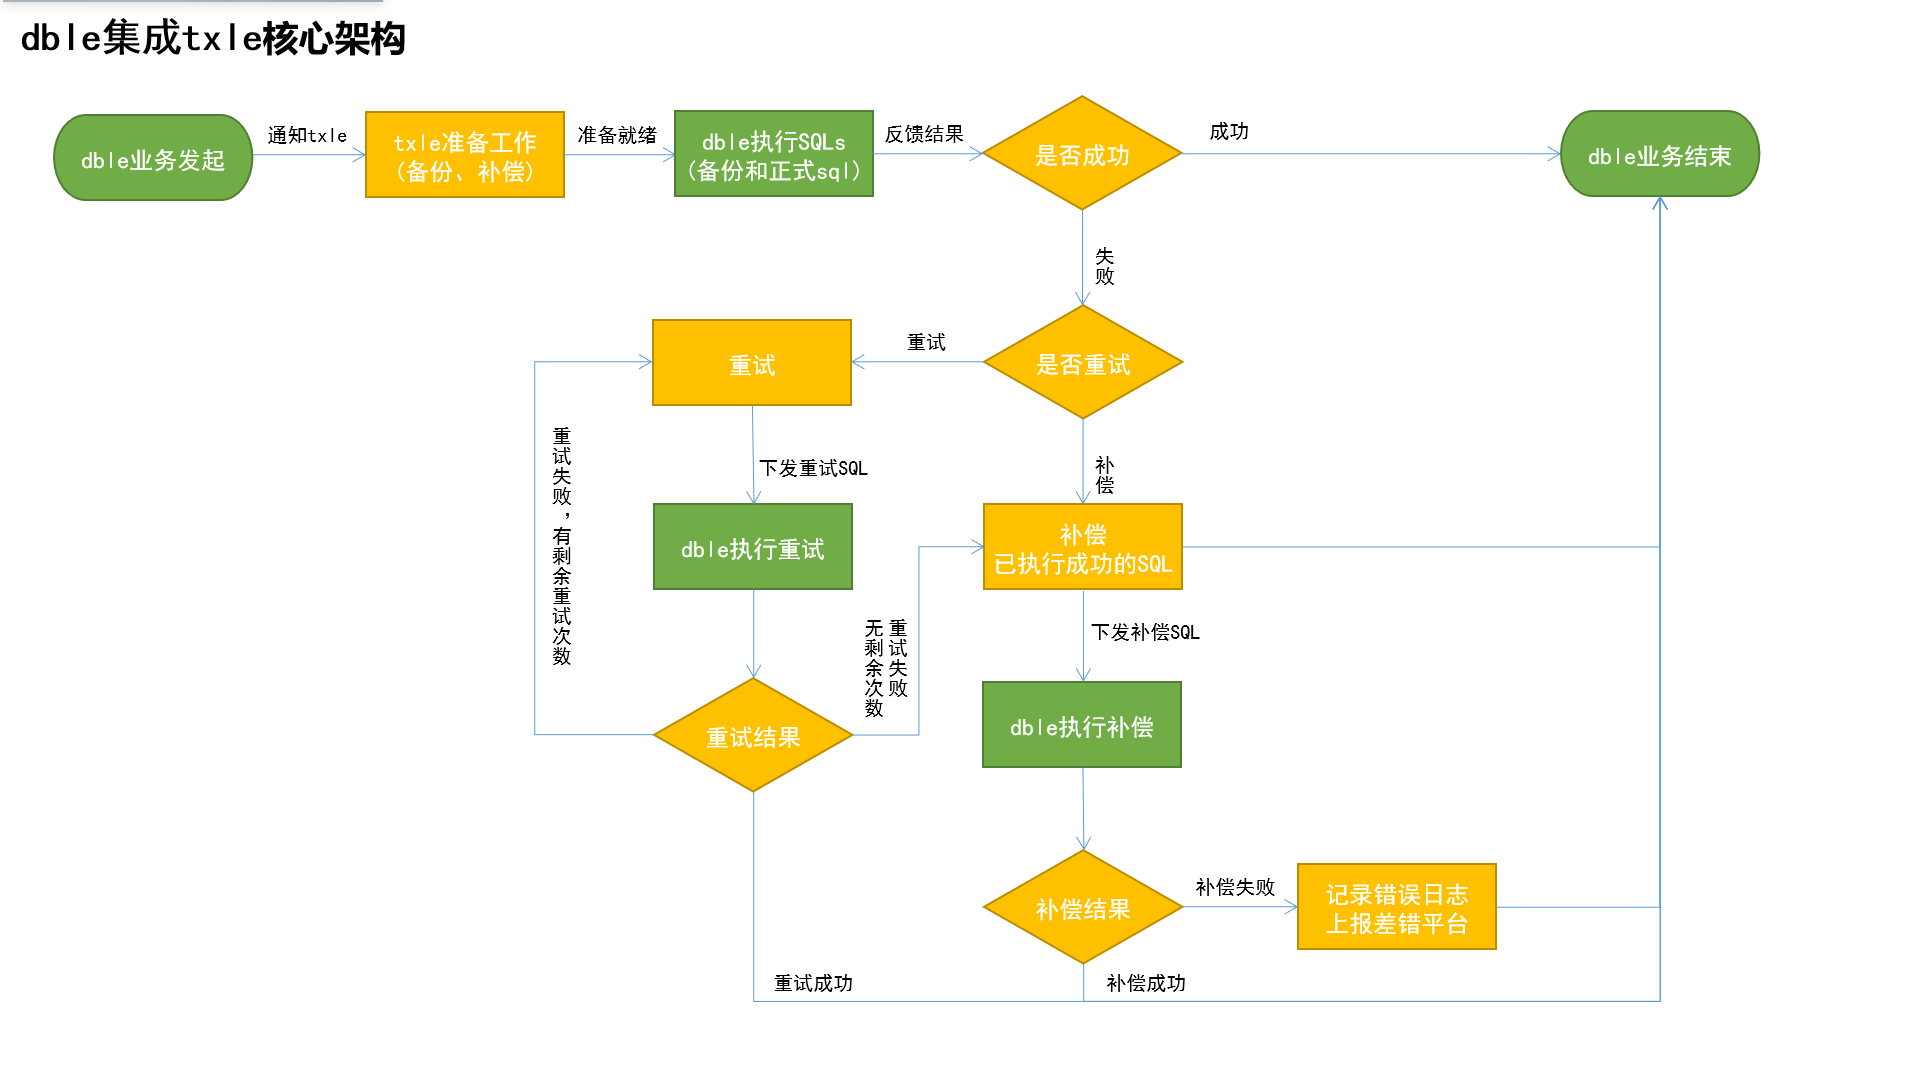 dble集成txle核心架构
dble业务发起
通知txle
txle准备工作
(备份、补偿)
准备就绪
dble执行SQLs
(备份和正式sql)
反馈结果
是否成功
成功
dble业务结束
失败
是否重试
重试
重试
下发重试SQL
dble执行重试
重试失败，有剩余重试次数
重试结果
重试失败
无剩余次数
补偿
补偿
已执行成功的SQL
下发补偿SQL
dble执行补偿
补偿结果
补偿失败
记录错误日志
上报差错平台
重试成功
补偿成功